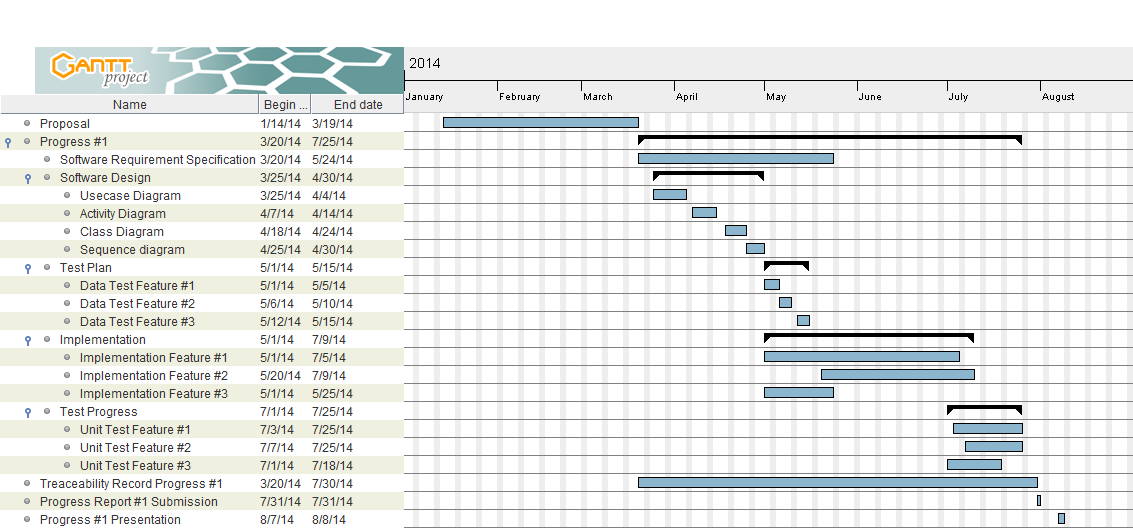 GANTT
project
2014
January February March April May June July August
Name Begin ... End date
Proposal 1/14/14 3/19/14
Progress #1 3/20/14 7/25/14
Software Requirement Specification 3/20/14 5/24/14
Software Design 3/25/14 4/30/14
Usecase Diagram 3/25/14 4/4/14
Activity Diagram 4/7/14 4/14/14
Class Diagram 4/18/14 4/24/14
Sequence diagram 4/25/14 4/30/14
Test Plan 5/1/14 5/15/14
Data Test Feature #1 5/1/14 5/5/14
Data Test Feature #2 5/6/14 5/10/14
Data Test Feature #3 5/12/14 5/15/14
Implementation 5/1/14 7/9/14
Implementation Feature #1 5/1/14 7/5/14
Implementation Feature #2 5/20/14 7/9/14
Implementation Feature #3 5/1/14 5/25/14
Test Progress 7/1/14 7/25/14
Unit Test Feature #1 7/3/14 7/25/14
Unit Test Feature #2 7/7/14 7/25/14
Unit Test Feature #3 7/1/14 7/18/14
Treaceability Record Progress #1 3/20/14 7/30/14
Progress Report #1 Submission 7/31/14 7/31/14
Progress #1 Presentation 8/7/14 8/8/14